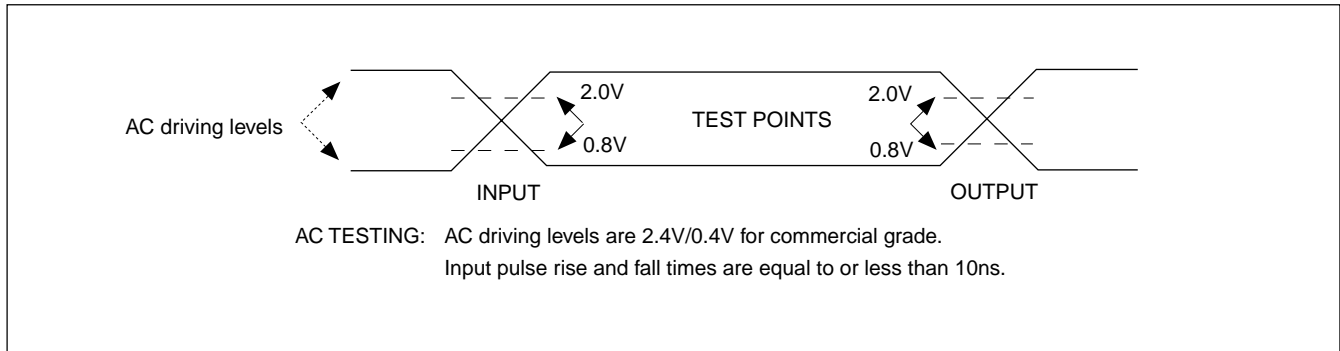 2.0V
2.0V
AC driving levels
TEST POINTS
0.8V
0.8V
INPUT
OUTPUT
AC TESTING: AC driving levels are 2.4V/0.4V for commercial grade.
Input pulse rise and fall times are equal to or less than 10ns.